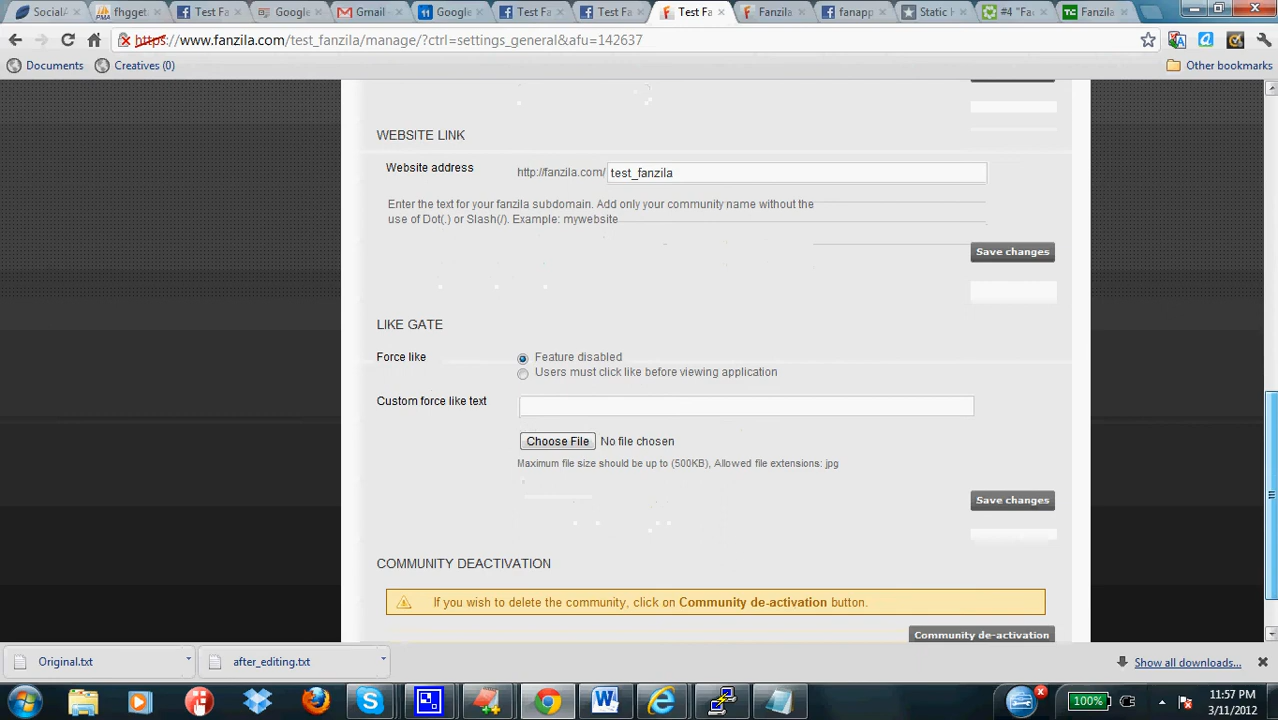 SocialA
fhgget
Test Fa
Google
Gmail
Google
Test Fa
Test Fa
Test Fa
Fanzila
fanapp
Static H
#4 "Fac
Fanzila
https://www.fanzila.com/test_fanzila/manage/?ctrl=settings_general&afu=142637
Documents
Creatives (0)
Other bookmarks
WEBSITE LINK
Website address http://fanzila.com/ test_fanzila
Enter the text for your fanzila subdomain. Add only your community name without the
use of Dot(.) or Slash(/). Example: mywebsite
Save changes
LIKE GATE
Force like Feature disabled
Users must click like before viewing application
Custom force like text
Choose File No file chosen
Maximum file size should be up to (500KB), Allowed file extensions: jpg
Save changes
COMMUNITY DEACTIVATION
If you wish to delete the community, click on Community de-activation button.
Community de-activation
Original.txt
after_editing.txt
Show all downloads...
100%
11:57 PM
3/11/2012